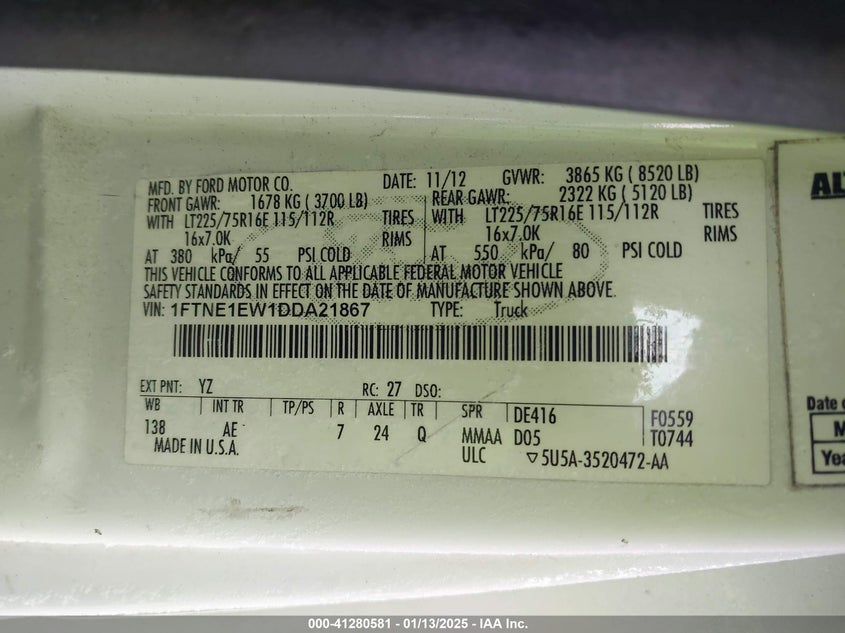 MFD. BY FORD MOTOR CO. DATE: 11/12 GVWR: 3865 KG ( 8520 LB)
FRONT GAWR: 1678 KG ( 3700 LB) REAR GAWR: 2322 KG ( 5120 LB)
WITH LT225/75R16E 115/112R TIRES WITH LT225/75R16E 115/112R TIRES
16x7.0K RIMS 16x7.0K RIMS
AT 380 kPa/ 55 PSI COLD AT 550 kPa/ 80 PSI COLD
THIS VEHICLE CONFORMS TO ALL APPLICABLE FEDERAL MOTOR VEHICLE
SAFETY STANDARDS IN EFFECT ON THE DATE OF MANUFACTURE SHOWN ABOVE.
VIN: 1FTNE1EW1DDA21867 TYPE: Truck
EXT PNT: YZ RC: 27 DSO:
WB INT TR TP/PS R AXLE TR SPR DE416 F0559
138 AE 7 24 Q MMAA D05 T0744
MADE IN U.S.A. ULC ▽5U5A-3520472-AA
Date of
000-41280581 - 01/13/2025 - IAA Inc.